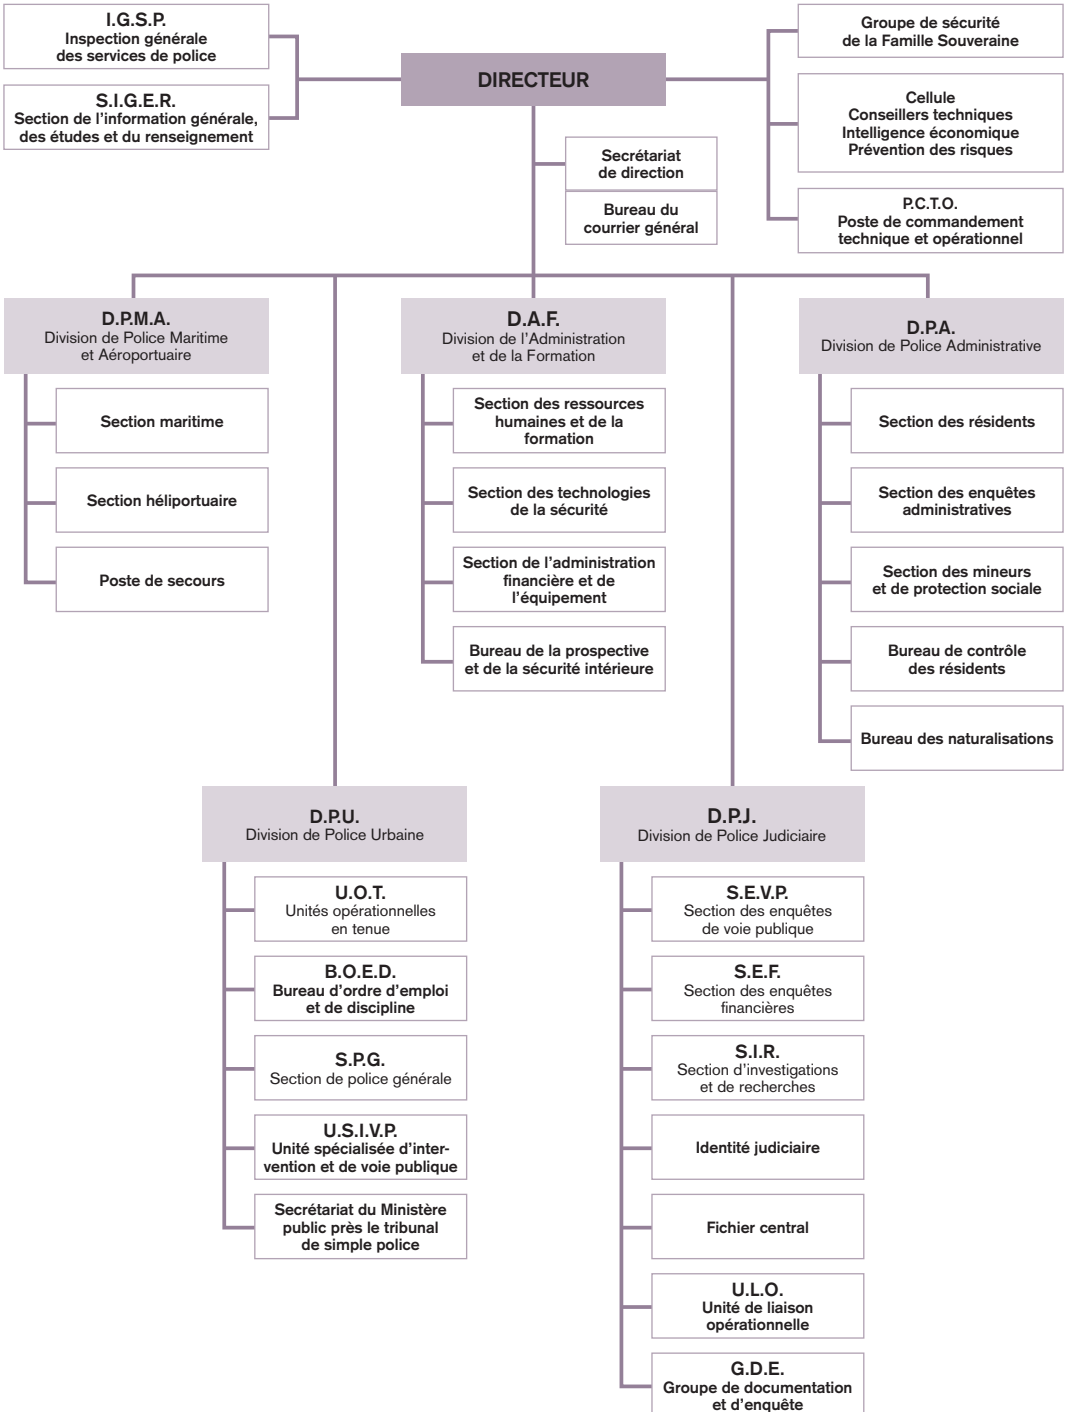 I.G.S.P.
Inspection générale
des services de police
S.I.G.E.R.
Section de l'information générale,
des études et du renseignement
DIRECTEUR
Groupe de sécurité
de la Famille Souveraine
Cellule
Conseillers techniques
Intelligence économique
Prévention des risques
P.C.T.O.
Poste de commandement
technique et opérationnel
Secrétariat
de direction
Bureau du
courrier général
D.P.M.A.
Division de Police Maritime
et Aéroportuaire
Section maritime
Section héliportuaire
Poste de secours
D.A.F.
Division de l'Administration
et de la Formation
Section des ressources
humaines et de la
formation
Section des technologies
de la sécurité
Section de l'administration
financière et de
l'équipement
Bureau de la prospective
et de la sécurité intérieure
D.P.A.
Division de Police Administrative
Section des résidents
Section des enquêtes
administratives
Section des mineurs
et de protection sociale
Bureau de contrôle
des résidents
Bureau des naturalisations
D.P.U.
Division de Police Urbaine
U.O.T.
Unités opérationnelles
en tenue
B.O.E.D.
Bureau d'ordre d'emploi
et de discipline
S.P.G.
Section de police générale
U.S.I.V.P.
Unité spécialisée d'inter-
vention et de voie publique
Secrétariat du Ministère
public près le tribunal
de simple police
D.P.J.
Division de Police Judiciaire
S.E.V.P.
Section des enquêtes
de voie publique
S.E.F.
Section des enquêtes
financières
S.I.R.
Section d'investigations
et de recherches
Identité judiciaire
Fichier central
U.L.O.
Unité de liaison
opérationnelle
G.D.E.
Groupe de documentation
et d'enquête